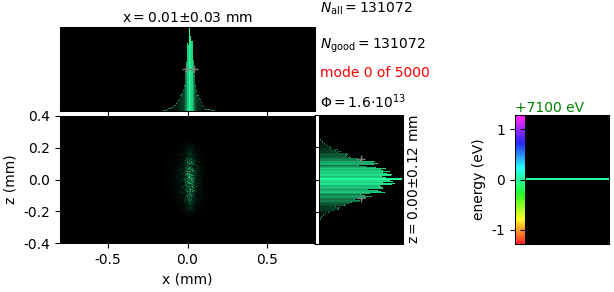 x = 0.01±0.03 mm
N_all = 131072
N_good = 131072
mode 0 of 5000
Φ = 1.6·10¹³
0.4
0.2
0.0
-0.2
-0.4
z (mm)
-0.5
0.0
0.5
x (mm)
z = 0.00±0.12 mm
+7100 eV
1
0
-1
energy (eV)